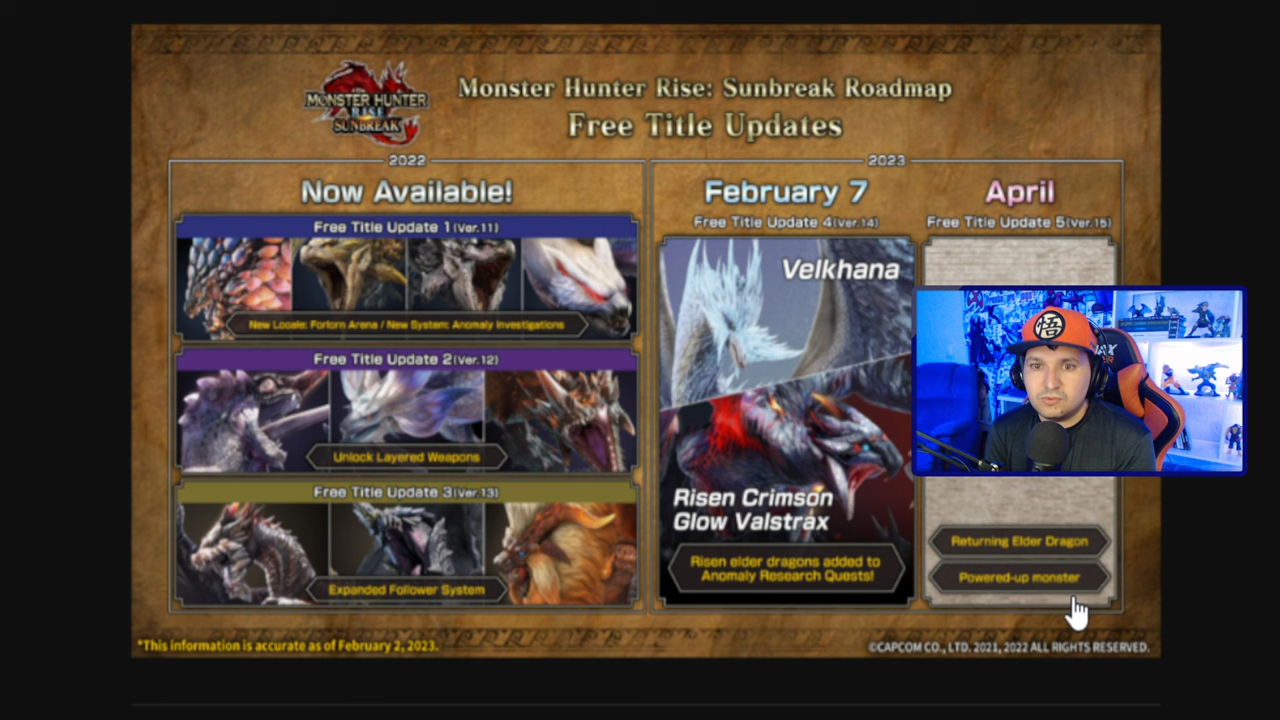 MONSTER HUNTER
RISE
SUNBREAK
Monster Hunter Rise: Sunbreak Roadmap
Free Title Updates
2022
Now Available!
Free Title Update 1(Ver.11)
New Locale: Forlorn Arena / New System: Anomaly Investigations
Free Title Update 2(Ver.12)
Unlock Layered Weapons
Free Title Update 3(Ver.13)
Expanded Follower System
2023
February 7
Free Title Update 4(Ver.14)
Velkhana
Risen Crimson
Glow Valstrax
Risen elder dragons added to
Anomaly Research Quests!
April
Free Title Update 5(Ver.15)
悟
Returning Elder Dragon
Powered-up monster
*This information is accurate as of February 2, 2023.
©CAPCOM CO., LTD. 2021, 2022 ALL RIGHTS RESERVED.